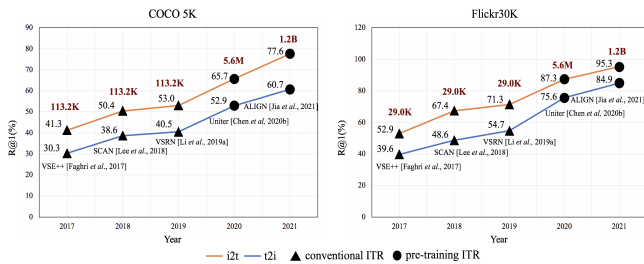 COCO 5K
R@1(%)
90
80
70
60
50
40
30
20
10
0
113.2K
113.2K
113.2K
5.6M
1.2B
41.3
50.4
53.0
65.7
77.6
30.3
38.6
40.5
52.9
60.7
VSE++ [Faghri et al., 2017]
SCAN [Lee et al., 2018]
VSRN [Li et al., 2019a]
Uniter [Chen et al, 2020b]
ALIGN [Jia et al., 2021]
2017 2018 2019 2020 2021
Year
Flickr30K
R@1(%)
120
100
80
60
40
20
0
29.0K
29.0K
29.0K
5.6M
1.2B
52.9
67.4
71.3
87.3
95.3
39.6
48.6
54.7
75.6
84.9
VSE++ [Faghri et al., 2017]
SCAN [Lee et al., 2018]
VSRN [Li et al., 2019a]
Uniter [Chen et al, 2020b]
ALIGN [Jia et al., 2021]
2017 2018 2019 2020 2021
Year
i2t t2i conventional ITR pre-training ITR